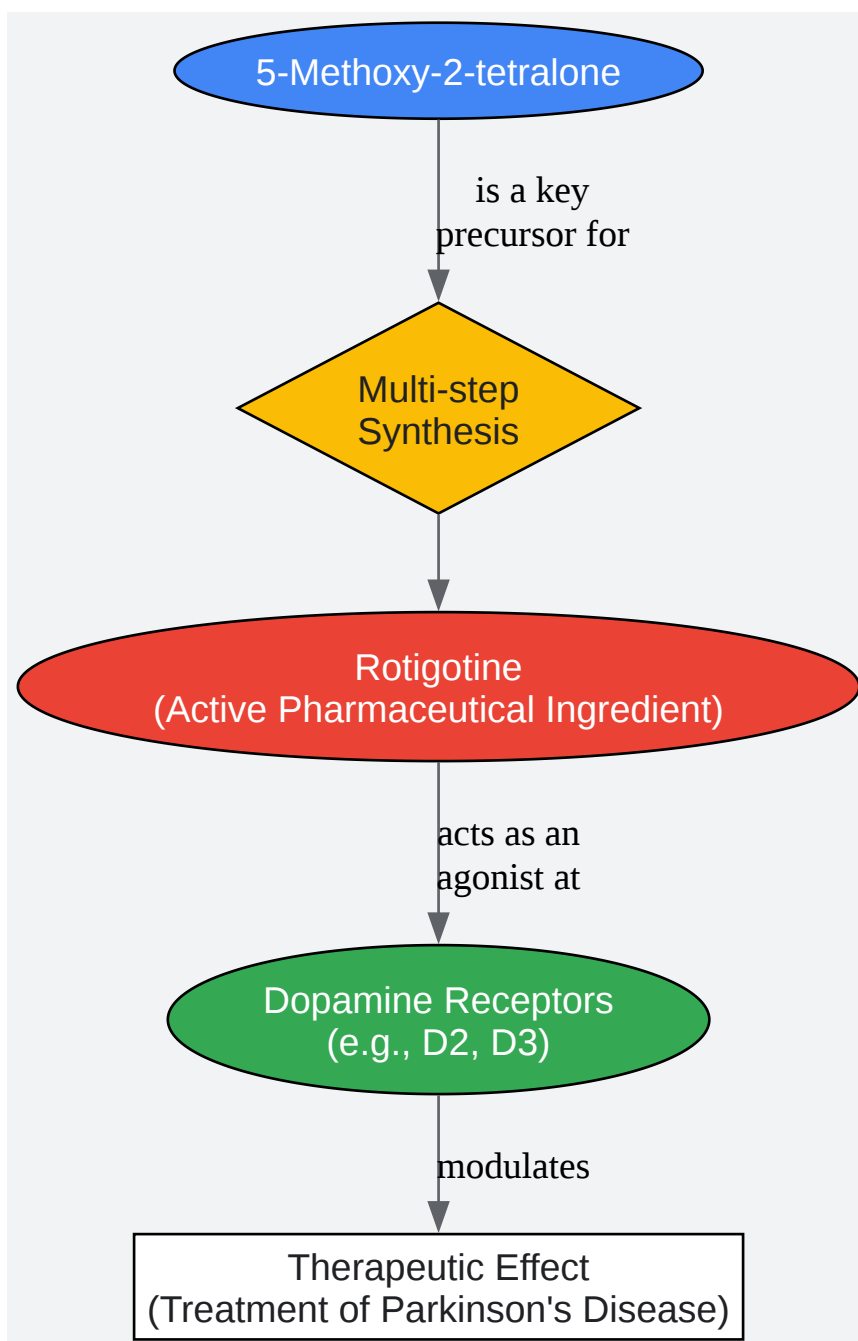 5-Methoxy-2-tetralone
is a key
precursor for
Multi-step
Synthesis
Rotigotine
(Active Pharmaceutical Ingredient)
acts as an
agonist at
Dopamine Receptors
(e.g., D2, D3)
modulates
Therapeutic Effect
(Treatment of Parkinson's Disease)